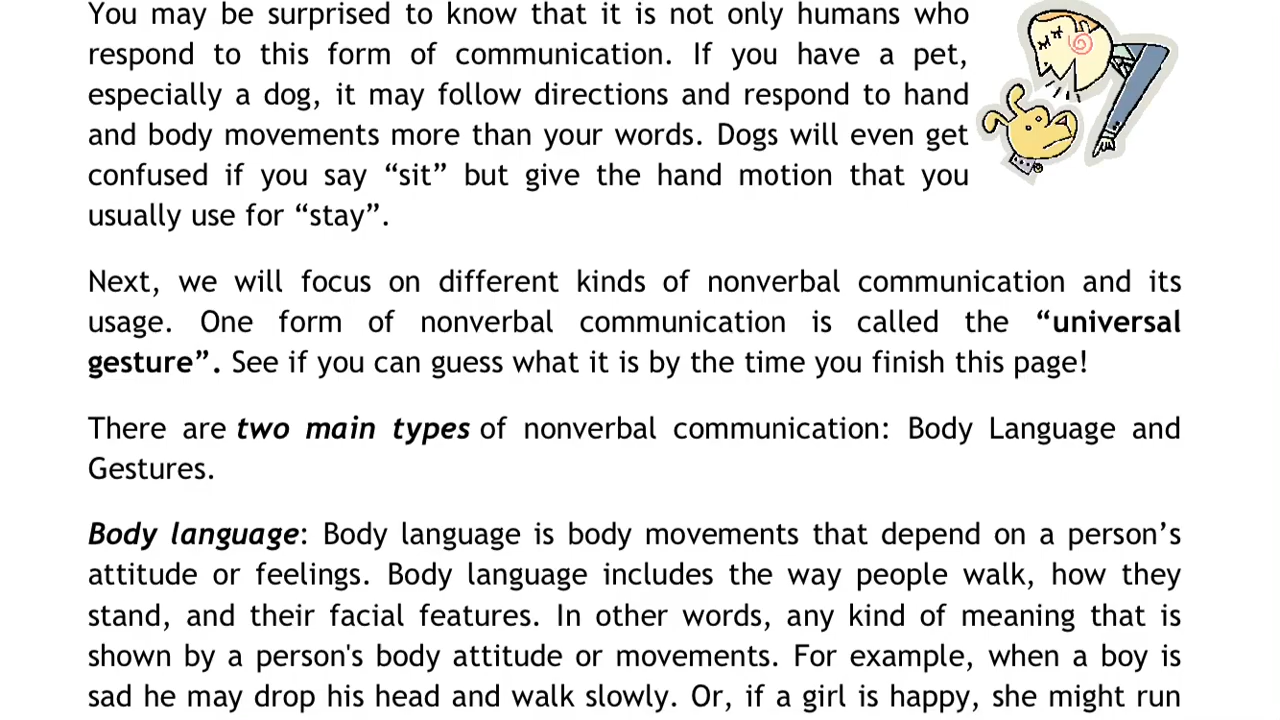 You may be surprised to know that it is not only humans who
respond to this form of communication. If you have a pet,
especially a dog, it may follow directions and respond to hand
and body movements more than your words. Dogs will even get
confused if you say “sit” but give the hand motion that you
usually use for “stay”.
Next, we will focus on different kinds of nonverbal communication and its
usage. One form of nonverbal communication is called the “universal
gesture”. See if you can guess what it is by the time you finish this page!
There are two main types of nonverbal communication: Body Language and
Gestures.
Body language: Body language is body movements that depend on a person’s
attitude or feelings. Body language includes the way people walk, how they
stand, and their facial features. In other words, any kind of meaning that is
shown by a person's body attitude or movements. For example, when a boy is
sad he may drop his head and walk slowly. Or, if a girl is happy, she might run